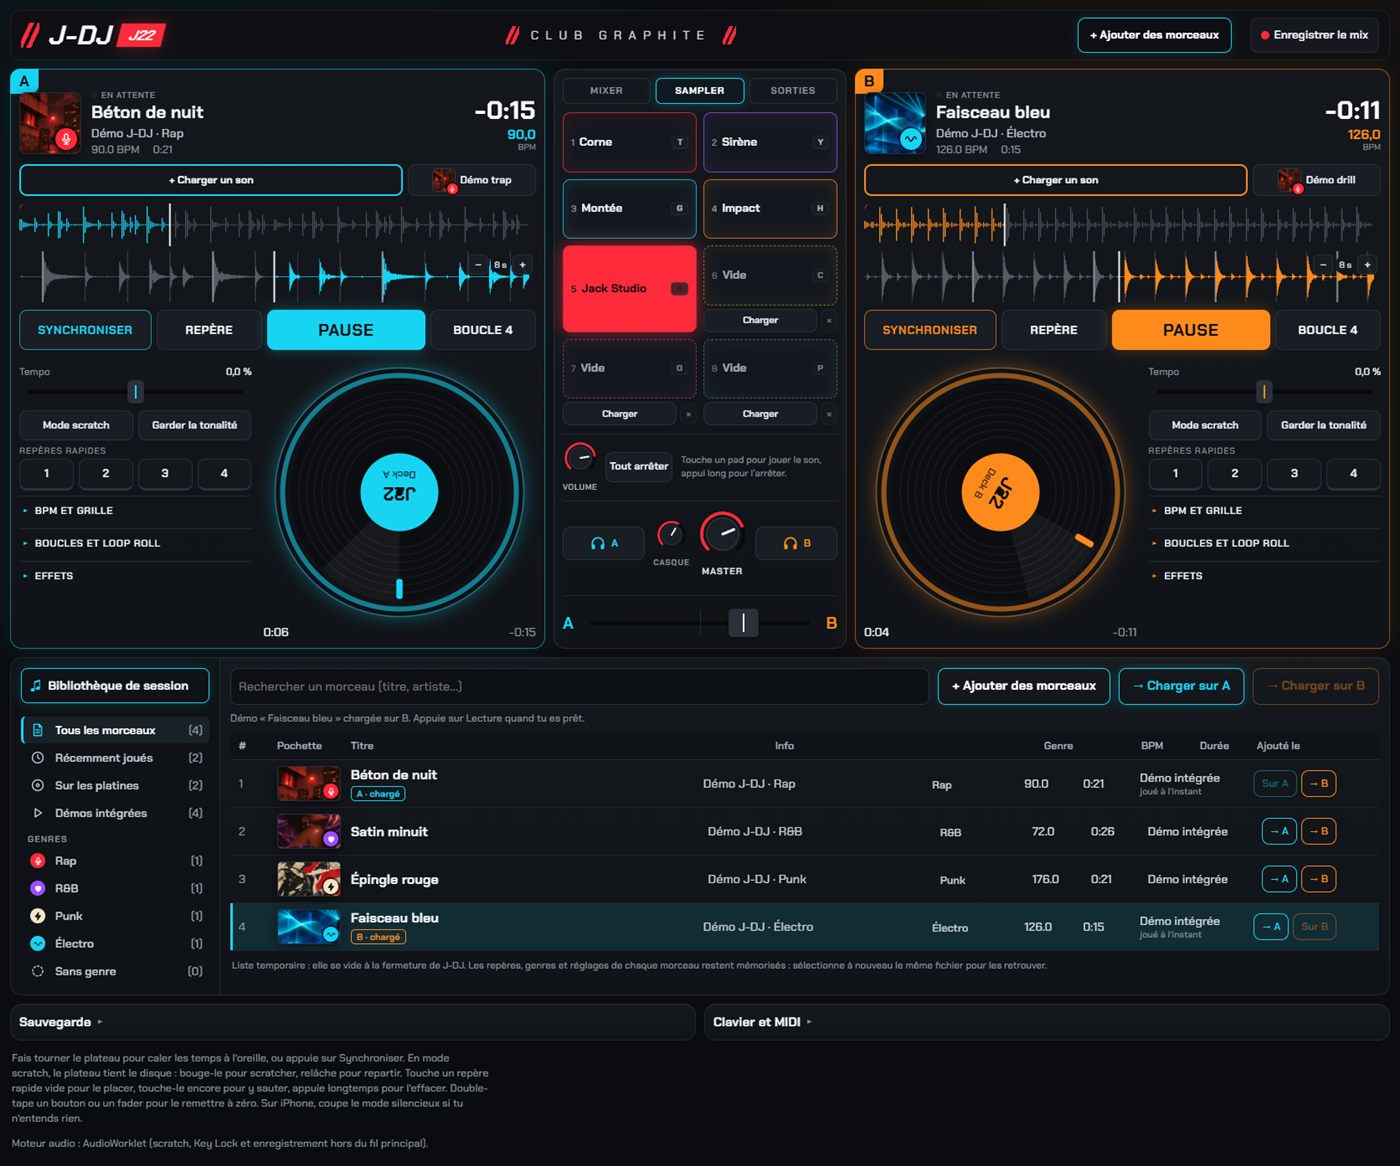 J-DJ J22
CLUB GRAPHITE
+ Ajouter des morceaux
Enregistrer le mix
A
EN ATTENTE
Béton de nuit
Démo J-DJ · Rap
90.0 BPM 0:21
-0:15
90,0
BPM
+ Charger un son
Démo trap
− 8 s +
SYNCHRONISER
REPÈRE
PAUSE
BOUCLE 4
Tempo
0,0 %
Mode scratch
Garder la tonalité
REPÈRES RAPIDES
1 2 3 4
▸ BPM ET GRILLE
▸ BOUCLES ET LOOP ROLL
▸ EFFETS
J22
Deck A
0:06
-0:15
MIXER
SAMPLER
SORTIES
1 Corne T
2 Sirène Y
3 Montée G
4 Impact H
5 Jack Studio
6 Vide C
Charger ×
7 Vide O
8 Vide P
Charger ×
Charger ×
VOLUME
Tout arrêter
Touche un pad pour jouer le son,
appui long pour l'arrêter.
A
CASQUE
MASTER
B
A
B
B
EN ATTENTE
Faisceau bleu
Démo J-DJ · Électro
126.0 BPM 0:15
-0:11
126,0
BPM
+ Charger un son
Démo drill
− 8 s +
SYNCHRONISER
REPÈRE
PAUSE
BOUCLE 4
J22
Deck B
Tempo
0,0 %
Mode scratch
Garder la tonalité
REPÈRES RAPIDES
1 2 3 4
▸ BPM ET GRILLE
▸ BOUCLES ET LOOP ROLL
▸ EFFETS
0:04
-0:11
Bibliothèque de session
Tous les morceaux (4)
Récemment joués (2)
Sur les platines (2)
Démos intégrées (4)
GENRES
Rap (1)
R&B (1)
Punk (1)
Électro (1)
Sans genre (0)
Rechercher un morceau (titre, artiste…)
+ Ajouter des morceaux
→ Charger sur A
→ Charger sur B
Démo « Faisceau bleu » chargée sur B. Appuie sur Lecture quand tu es prêt.
# Pochette Titre Info Genre BPM Durée Ajouté le
1 Béton de nuit Démo J-DJ · Rap Rap 90.0 0:21 Démo intégrée Sur A → B
A · chargé joué à l'instant
2 Satin minuit Démo J-DJ · R&B R&B 72.0 0:26 Démo intégrée → A → B
3 Épingle rouge Démo J-DJ · Punk Punk 176.0 0:21 Démo intégrée → A → B
4 Faisceau bleu Démo J-DJ · Électro Électro 126.0 0:15 Démo intégrée → A Sur B
B · chargé joué à l'instant
Liste temporaire : elle se vide à la fermeture de J-DJ. Les repères, genres et réglages de chaque morceau restent mémorisés : sélectionne à nouveau le même fichier pour les retrouver.
Sauvegarde ▸
Clavier et MIDI ▸
Fais tourner le plateau pour caler les temps à l'oreille, ou appuie sur Synchroniser. En mode
scratch, le plateau tient le disque : bouge-le pour scratcher, relâche pour repartir. Touche un repère
rapide vide pour le placer, touche-le encore pour y sauter, appuie longtemps pour l'effacer. Double-
tape un bouton ou un fader pour le remettre à zéro. Sur iPhone, coupe le mode silencieux si tu
n'entends rien.
Moteur audio : AudioWorklet (scratch, Key Lock et enregistrement hors du fil principal).